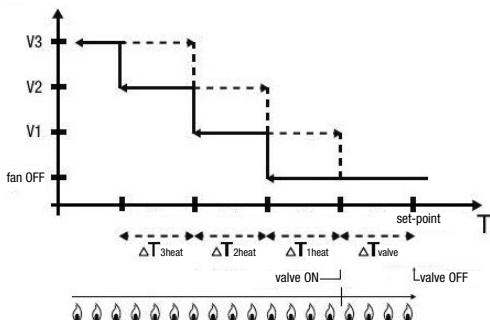 V3
V2
V1
fan OFF
set-point
T
ΔT3heat
ΔT2heat
ΔT1heat
ΔTvalve
valve ON
valve OFF